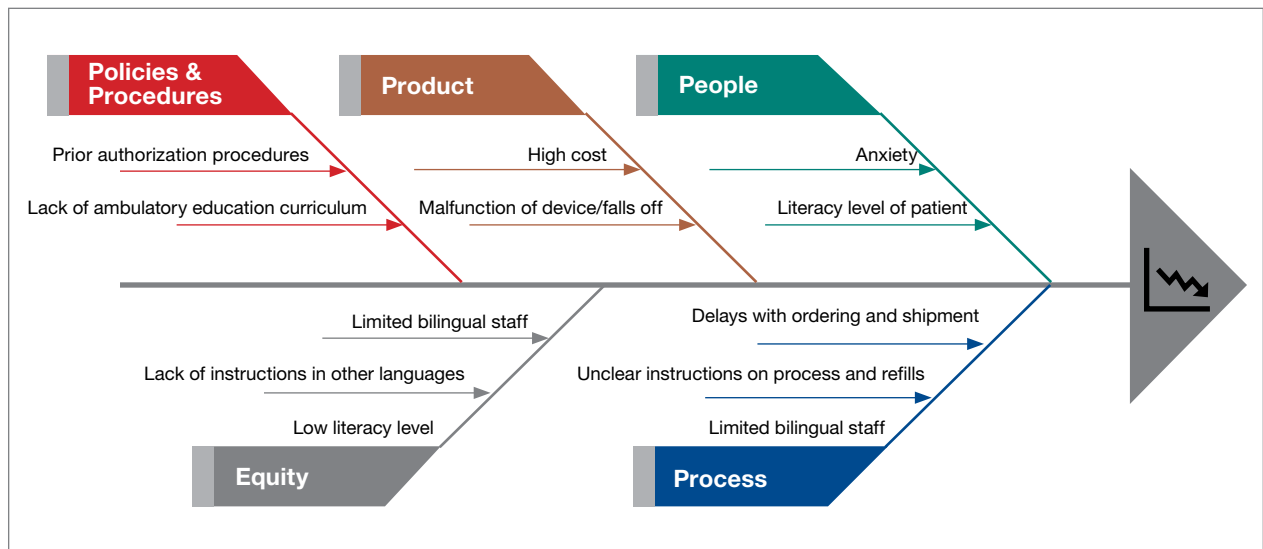 Policies &
Procedures
Product
People
Prior authorization procedures
High cost
Anxiety
Lack of ambulatory education curriculum
Malfunction of device/falls off
Literacy level of patient
Limited bilingual staff
Delays with ordering and shipment
Lack of instructions in other languages
Unclear instructions on process and refills
Low literacy level
Limited bilingual staff
Equity
Process